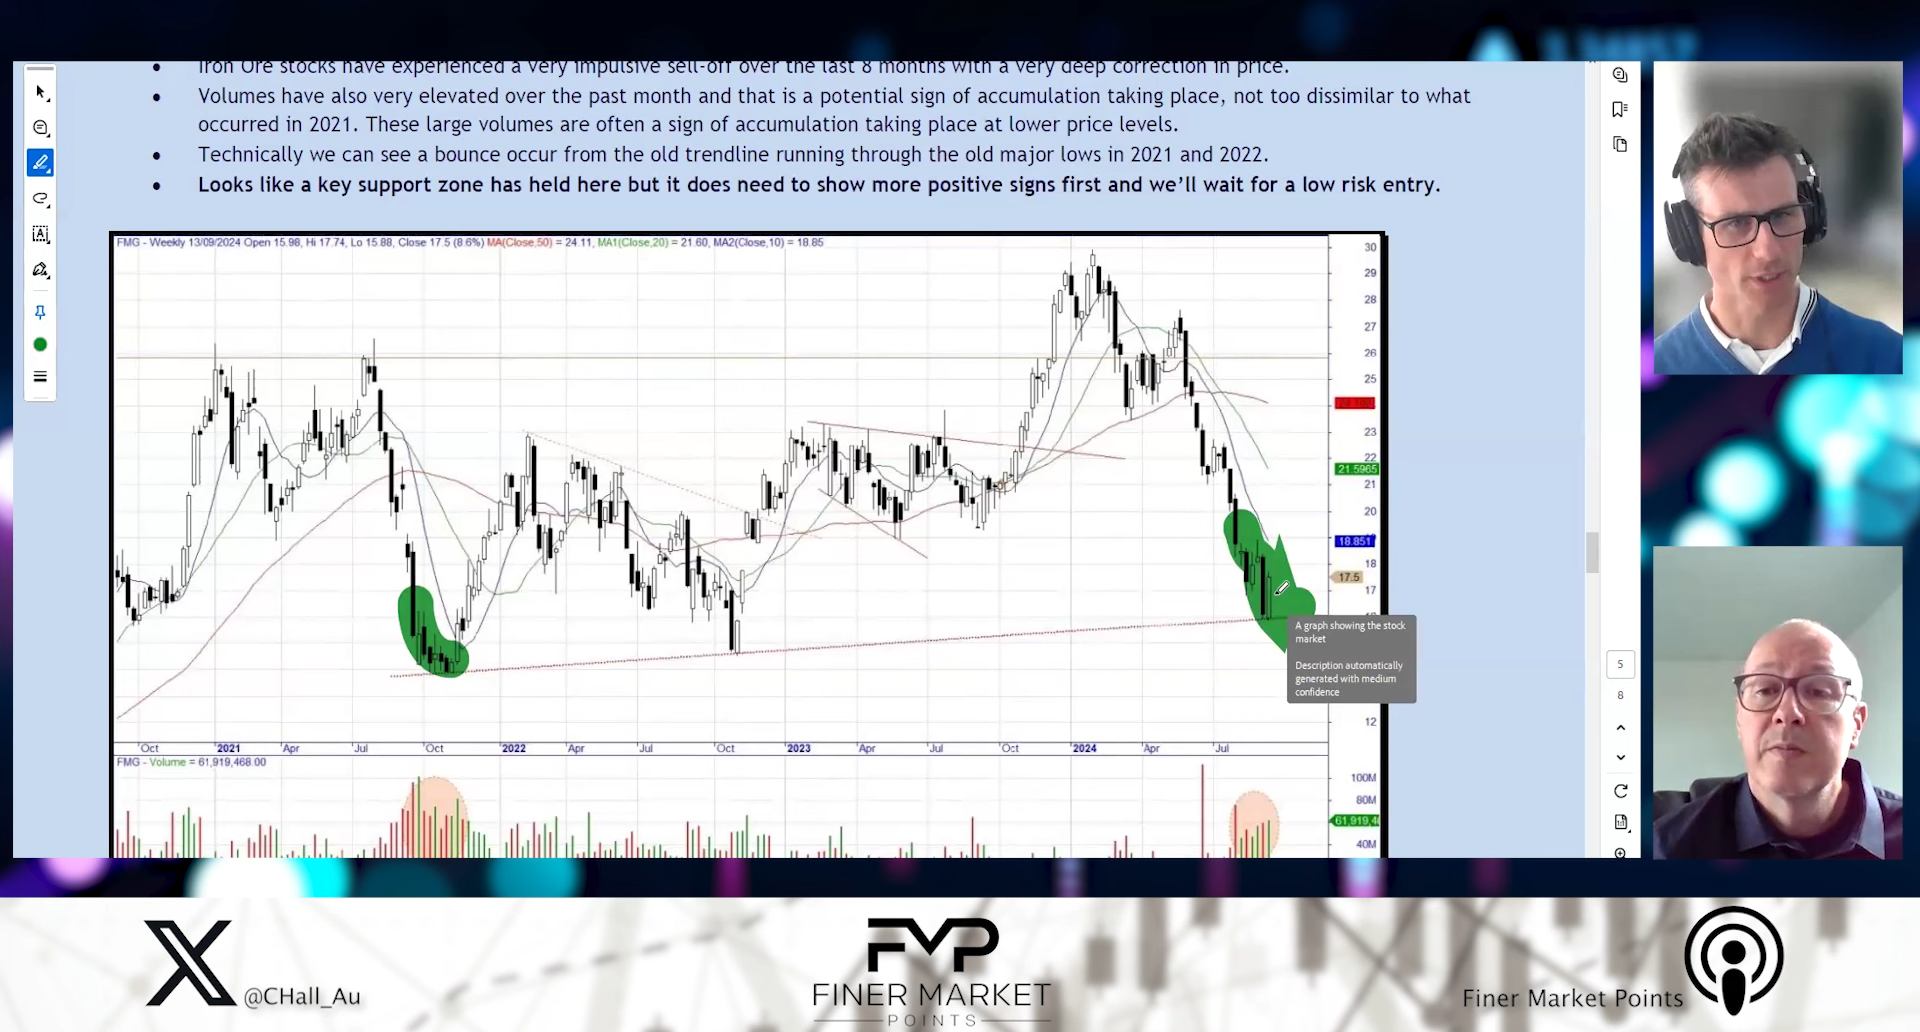 Iron Ore stocks have experienced a very impulsive sell-off over the last 8 months with a very deep correction in price.
Volumes have also very elevated over the past month and that is a potential sign of accumulation taking place, not too dissimilar to what
occurred in 2021. These large volumes are often a sign of accumulation taking place at lower price levels.
Technically we can see a bounce occur from the old trendline running through the old major lows in 2021 and 2022.
Looks like a key support zone has held here but it does need to show more positive signs first and we'll wait for a low risk entry.
FMG - Weekly 13/09/2024 Open 15.98, Hi 17.74, Lo 15.88, Close 17.5 (8.6%) MA(Close,50) = 24.11, MA1(Close,20) = 21.60, MA2(Close,10) = 18.85
30
29
28
27
26
25
23
22
21.5965
21
20
18.851
18
17.5
17
A graph showing the stock
market
Description automatically
generated with medium
confidence
12
Oct 2021 Apr Jul Oct 2022 Apr Jul Oct 2023 Apr Jul Oct 2024 Apr Jul
FMG - Volume = 61,919,468.00
100M
80M
40M
5
8
@CHall_Au
FMP
FINER MARKET
POINTS
Finer Market Points